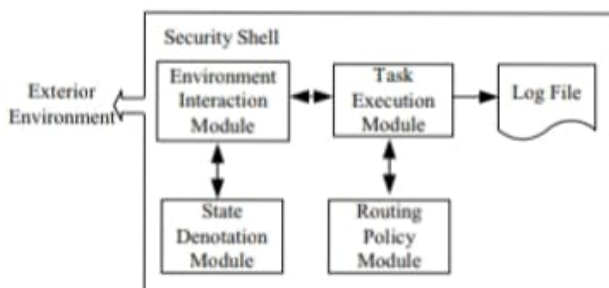 Security Shell
Exterior
Environment
Environment
Interaction
Module
Task
Execution
Module
Log File
State
Denotation
Module
Routing
Policy
Module